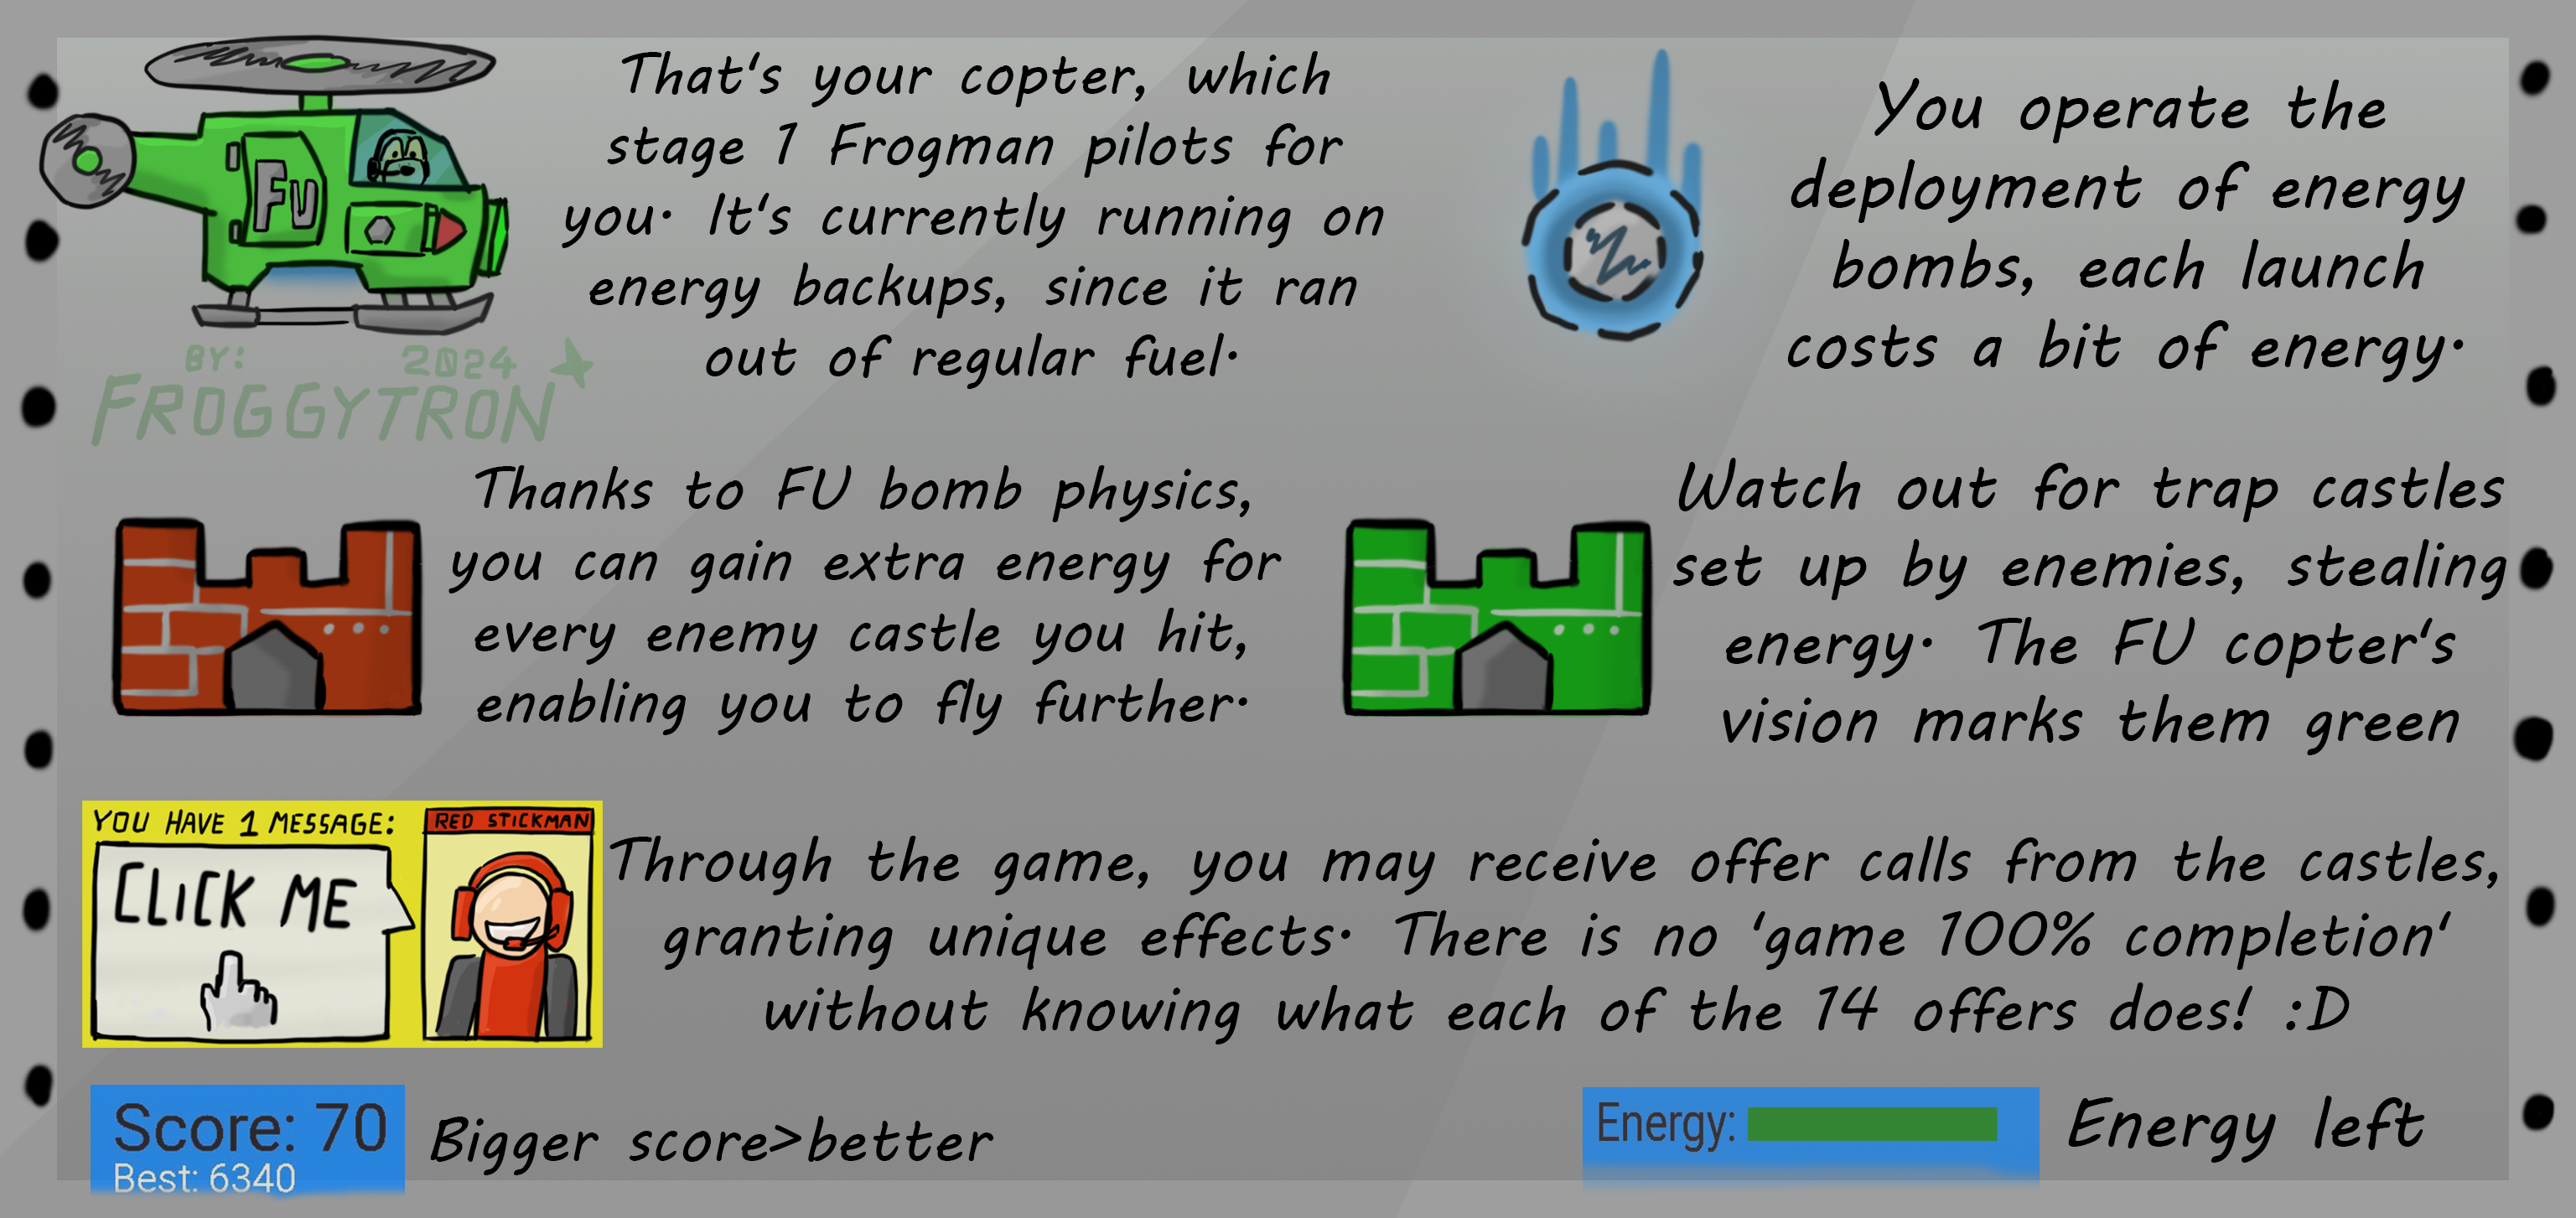 FU
That's your copter, which
stage 1 Frogman pilots for
you. It's currently running on
energy backups, since it ran
out of regular fuel.
BY: 2024
FROGGYTRON
You operate the
deployment of energy
bombs, each launch
costs a bit of energy.
Thanks to FU bomb physics,
you can gain extra energy for
every enemy castle you hit,
enabling you to fly further.
Watch out for trap castles
set up by enemies, stealing
energy. The FU copter's
vision marks them green
YOU HAVE 1 MESSAGE:
RED STICKMAN
CLICK ME
Through the game, you may receive offer calls from the castles,
granting unique effects. There is no 'game 100% completion'
without knowing what each of the 14 offers does! :D
Score: 70
Best: 6340
Bigger score>better
Energy:
Energy left